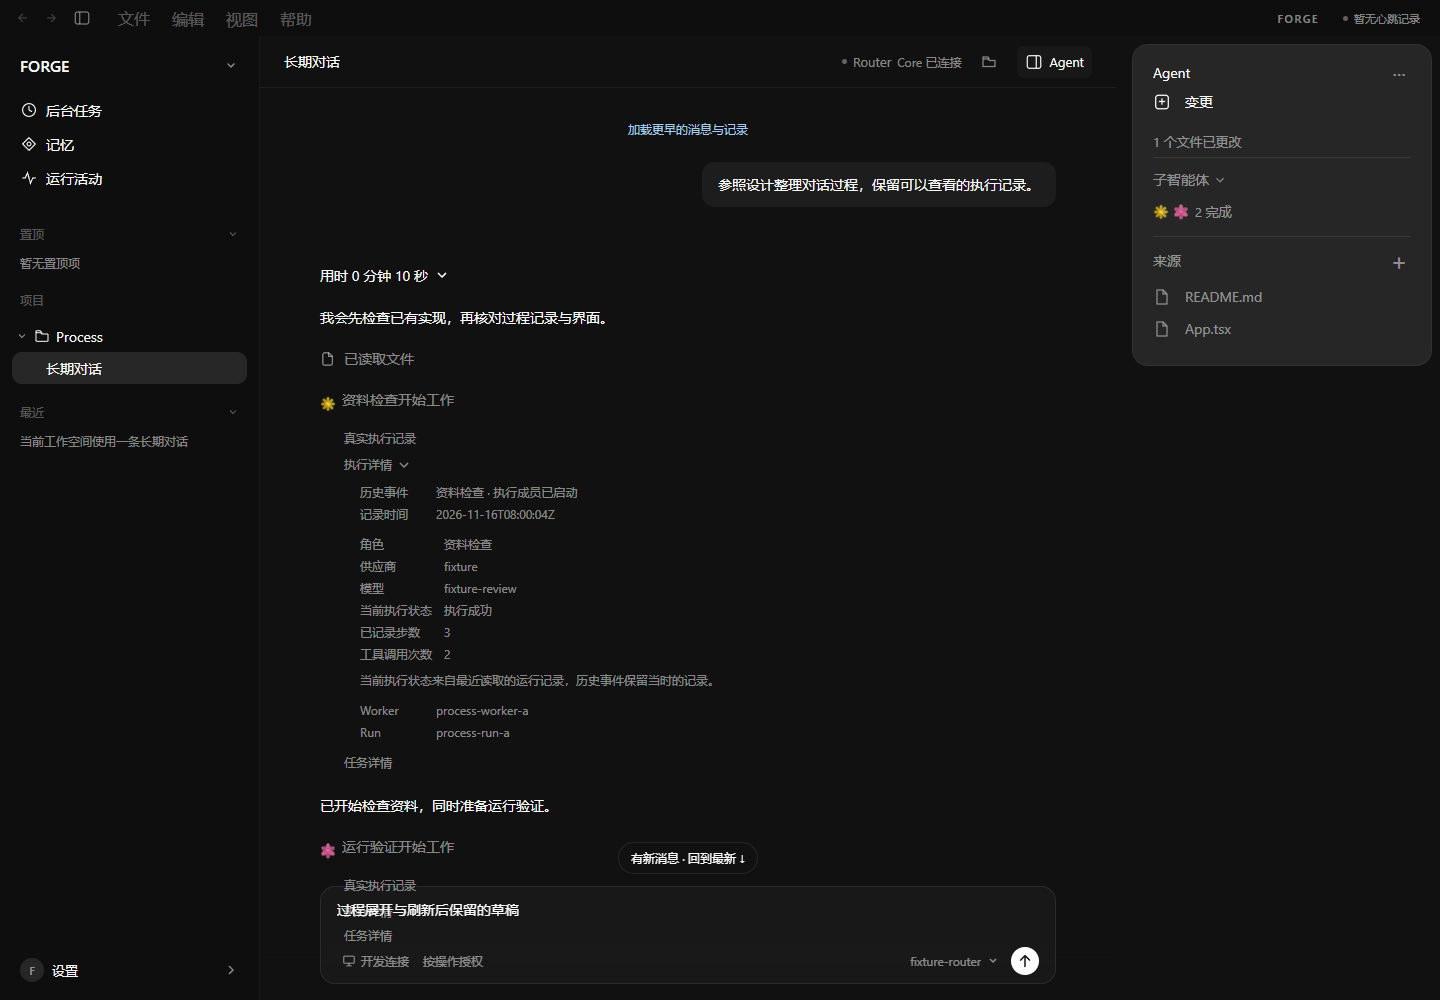 文件 编辑 视图 帮助
FORGE 暂无心跳记录
FORGE
后台任务
记忆
运行活动
置顶
暂无置顶项
项目
Process
长期对话
最近
当前工作空间使用一条长期对话
F 设置
长期对话
Router Core 已连接
Agent
加载更早的消息与记录
参照设计整理对话过程，保留可以查看的执行记录。
用时 0 分钟 10 秒
我会先检查已有实现，再核对过程记录与界面。
已读取文件
资料检查开始工作
真实执行记录
执行详情
历史事件 资料检查 · 执行成员已启动
记录时间 2026-11-16T08:00:04Z
角色 资料检查
供应商 fixture
模型 fixture-review
当前执行状态 执行成功
已记录步数 3
工具调用次数 2
当前执行状态来自最近读取的运行记录，历史事件保留当时的记录。
Worker process-worker-a
Run process-run-a
任务详情
已开始检查资料，同时准备运行验证。
运行验证开始工作
有新消息 · 回到最新 ↓
真实执行记录
过程展开与刷新后保留的草稿
任务详情
开发连接 按操作授权
fixture-router
Agent
变更
1 个文件已更改
子智能体
2 完成
来源
README.md
App.tsx